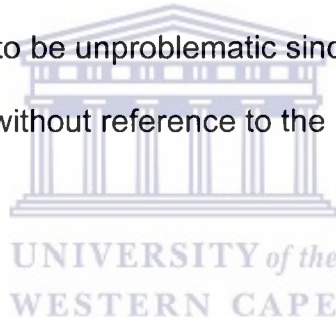 to be unproblematic sinc
without reference to the
UNIVERSITY of the
WESTERN CAPE